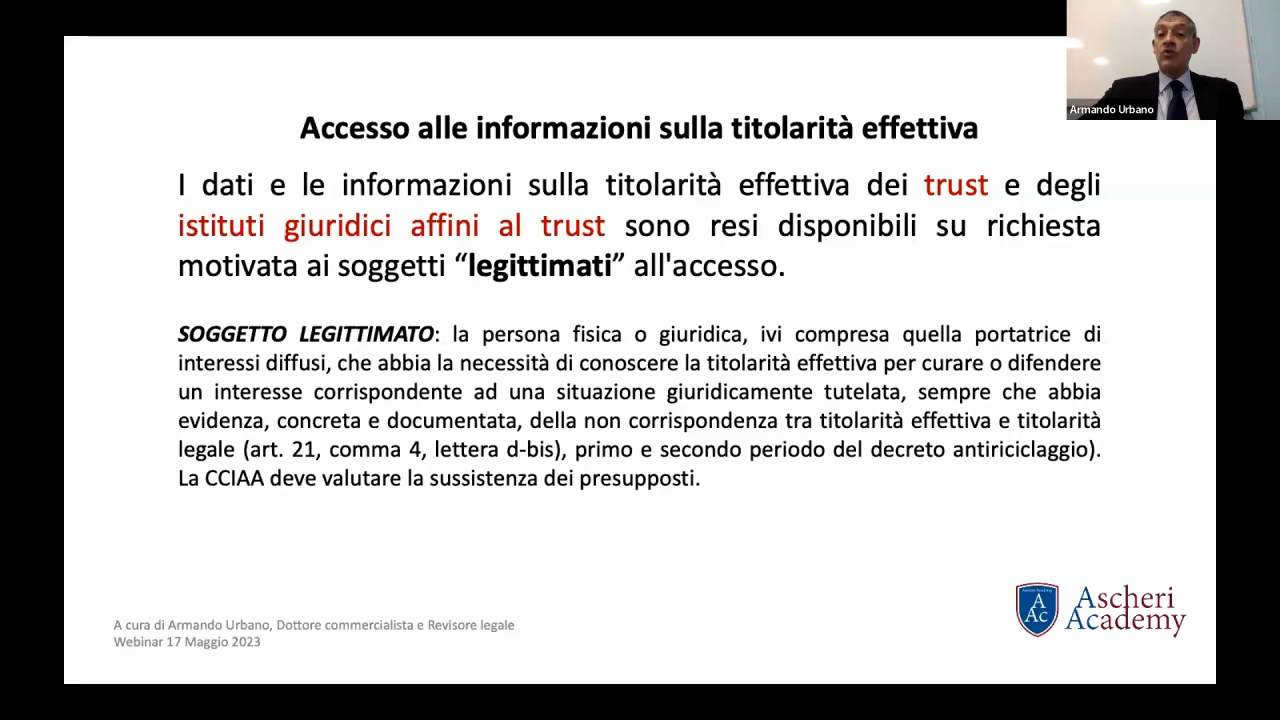 Armando Urbano
Accesso alle informazioni sulla titolarità effettiva
I dati e le informazioni sulla titolarità effettiva dei trust e degli
istituti giuridici affini al trust sono resi disponibili su richiesta
motivata ai soggetti “legittimati” all'accesso.
SOGGETTO LEGITTIMATO: la persona fisica o giuridica, ivi compresa quella portatrice di
interessi diffusi, che abbia la necessità di conoscere la titolarità effettiva per curare o difendere
un interesse corrispondente ad una situazione giuridicamente tutelata, sempre che abbia
evidenza, concreta e documentata, della non corrispondenza tra titolarità effettiva e titolarità
legale (art. 21, comma 4, lettera d-bis), primo e secondo periodo del decreto antiriciclaggio).
La CCIAA deve valutare la sussistenza dei presupposti.
A cura di Armando Urbano, Dottore commercialista e Revisore legale
Webinar 17 Maggio 2023
A
Ac
Ascheri
Academy